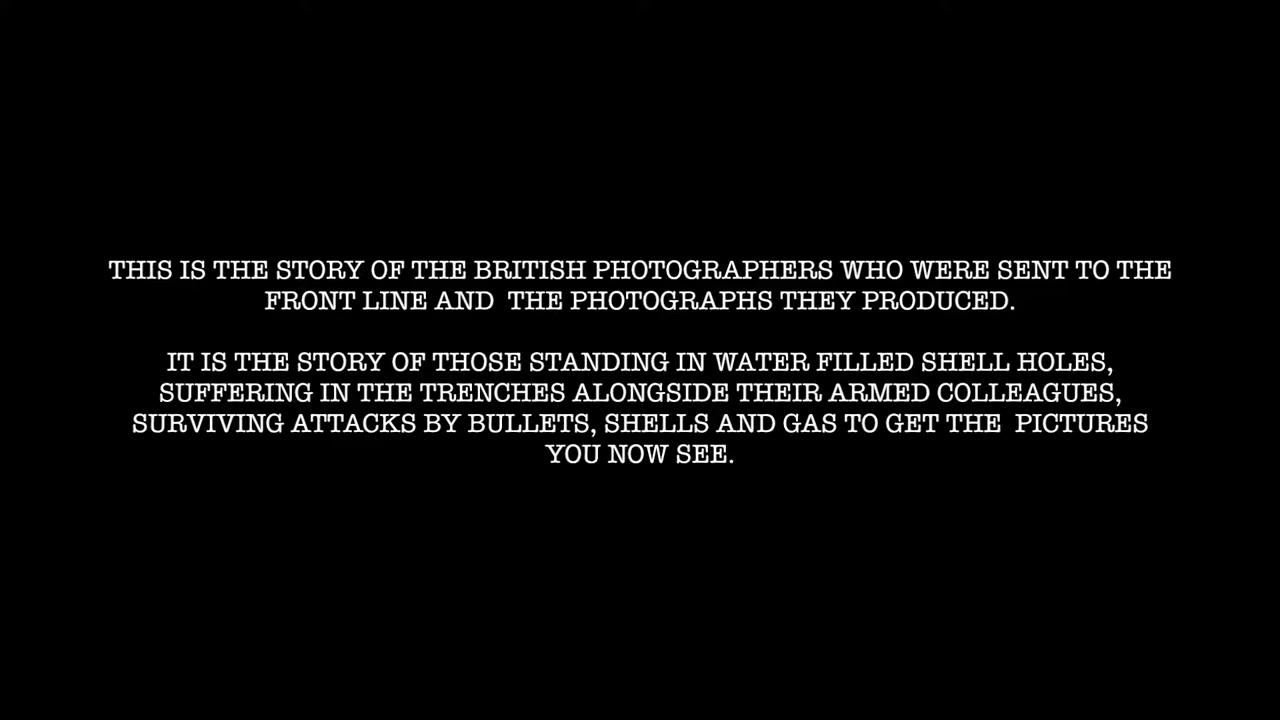 THIS IS THE STORY OF THE BRITISH PHOTOGRAPHERS WHO WERE SENT TO THE
FRONT LINE AND  THE PHOTOGRAPHS THEY PRODUCED.
IT IS THE STORY OF THOSE STANDING IN WATER FILLED SHELL HOLES,
SUFFERING IN THE TRENCHES ALONGSIDE THEIR ARMED COLLEAGUES,
SURVIVING ATTACKS BY BULLETS, SHELLS AND GAS TO GET THE  PICTURES
YOU NOW SEE.